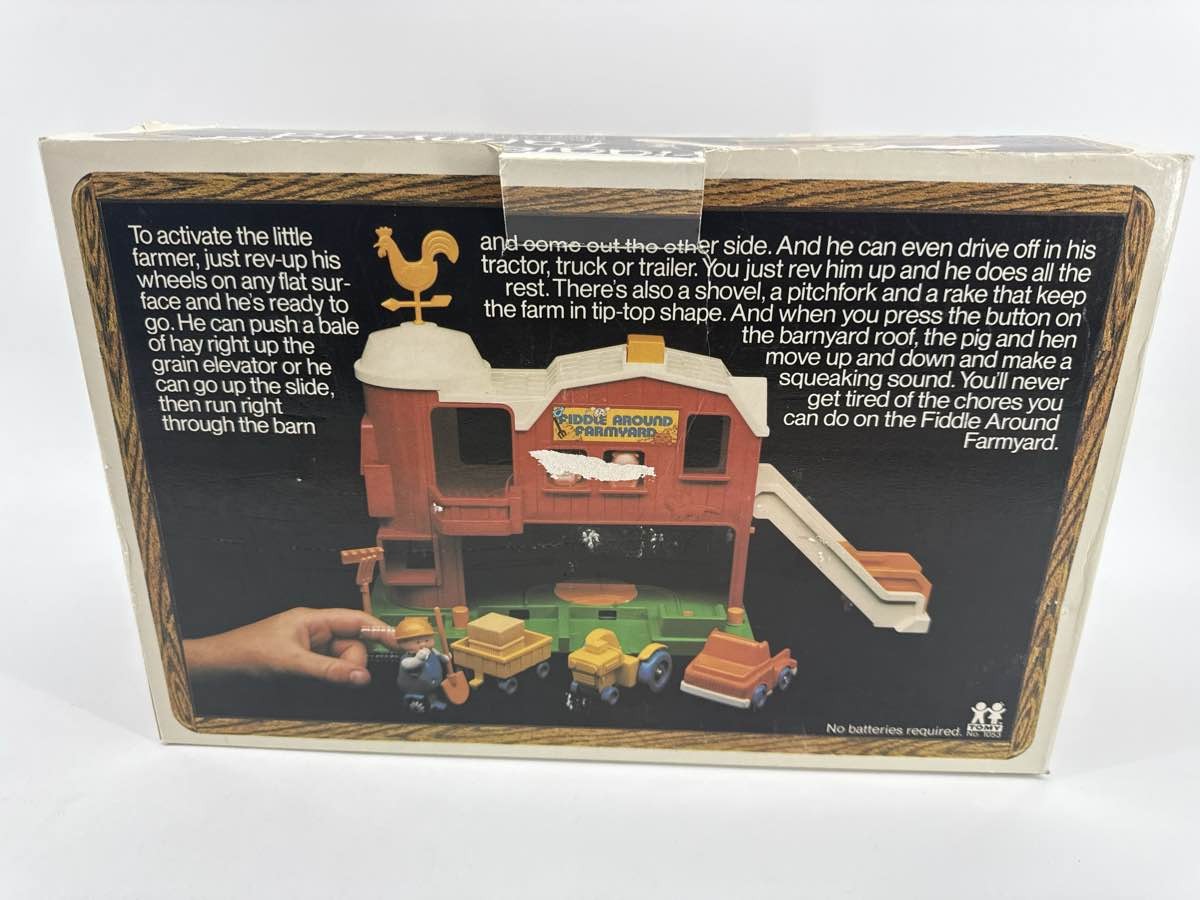 To activate the little
farmer, just rev-up his
wheels on any flat sur-
face and he's ready to
go. He can push a bale
of hay right up the
grain elevator or he
can go up the slide,
then run right
through the barn
and come out the other side. And he can even drive off in his
tractor, truck or trailer. You just rev him up and he does all the
rest. There's also a shovel, a pitchfork and a rake that keep
the farm in tip-top shape. And when you press the button on
the barnyard roof, the pig and hen
move up and down and make a
squeaking sound. You'll never
get tired of the chores you
can do on the Fiddle Around
Farmyard.
FIDDLE AROUND
FARMYARD
No batteries required.
TOMY
No. 1053